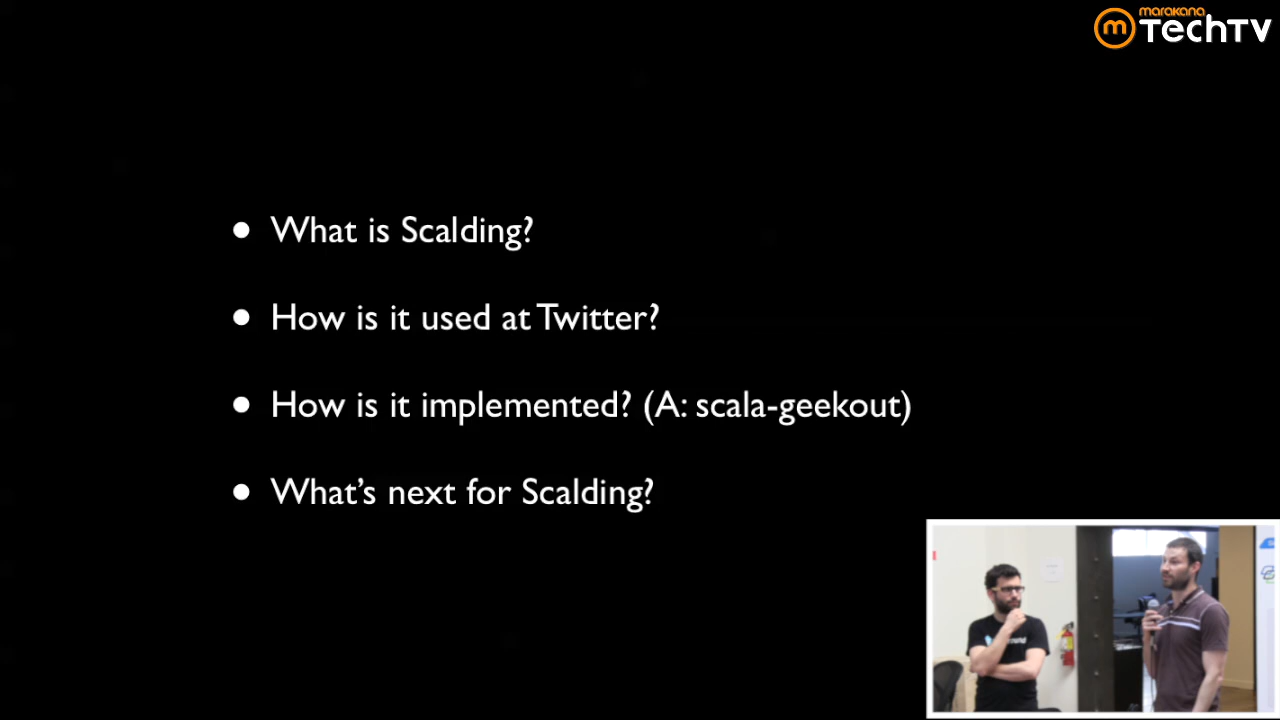 marakana
TechTV
• What is Scalding?
• How is it used at Twitter?
• How is it implemented? (A: scala-geekout)
• What's next for Scalding?